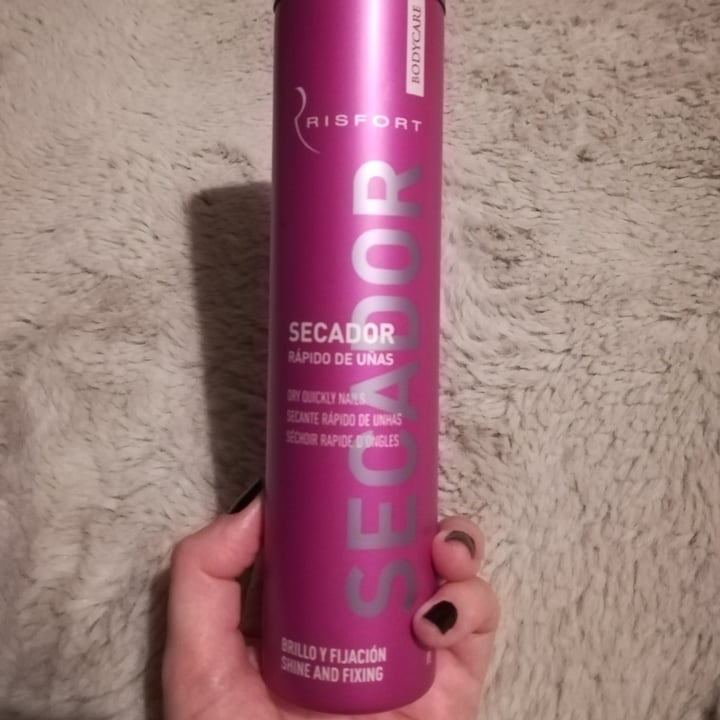 BODYCARE
RISFORT
SECADOR
SECADOR
RÁPIDO DE UÑAS
DRY QUICKLY NAILS
SECANTE RÁPIDO DE UNHAS
SÉCHOIR RAPIDE D'ONGLES
BRILLO Y FIJACIÓN
SHINE AND FIXING